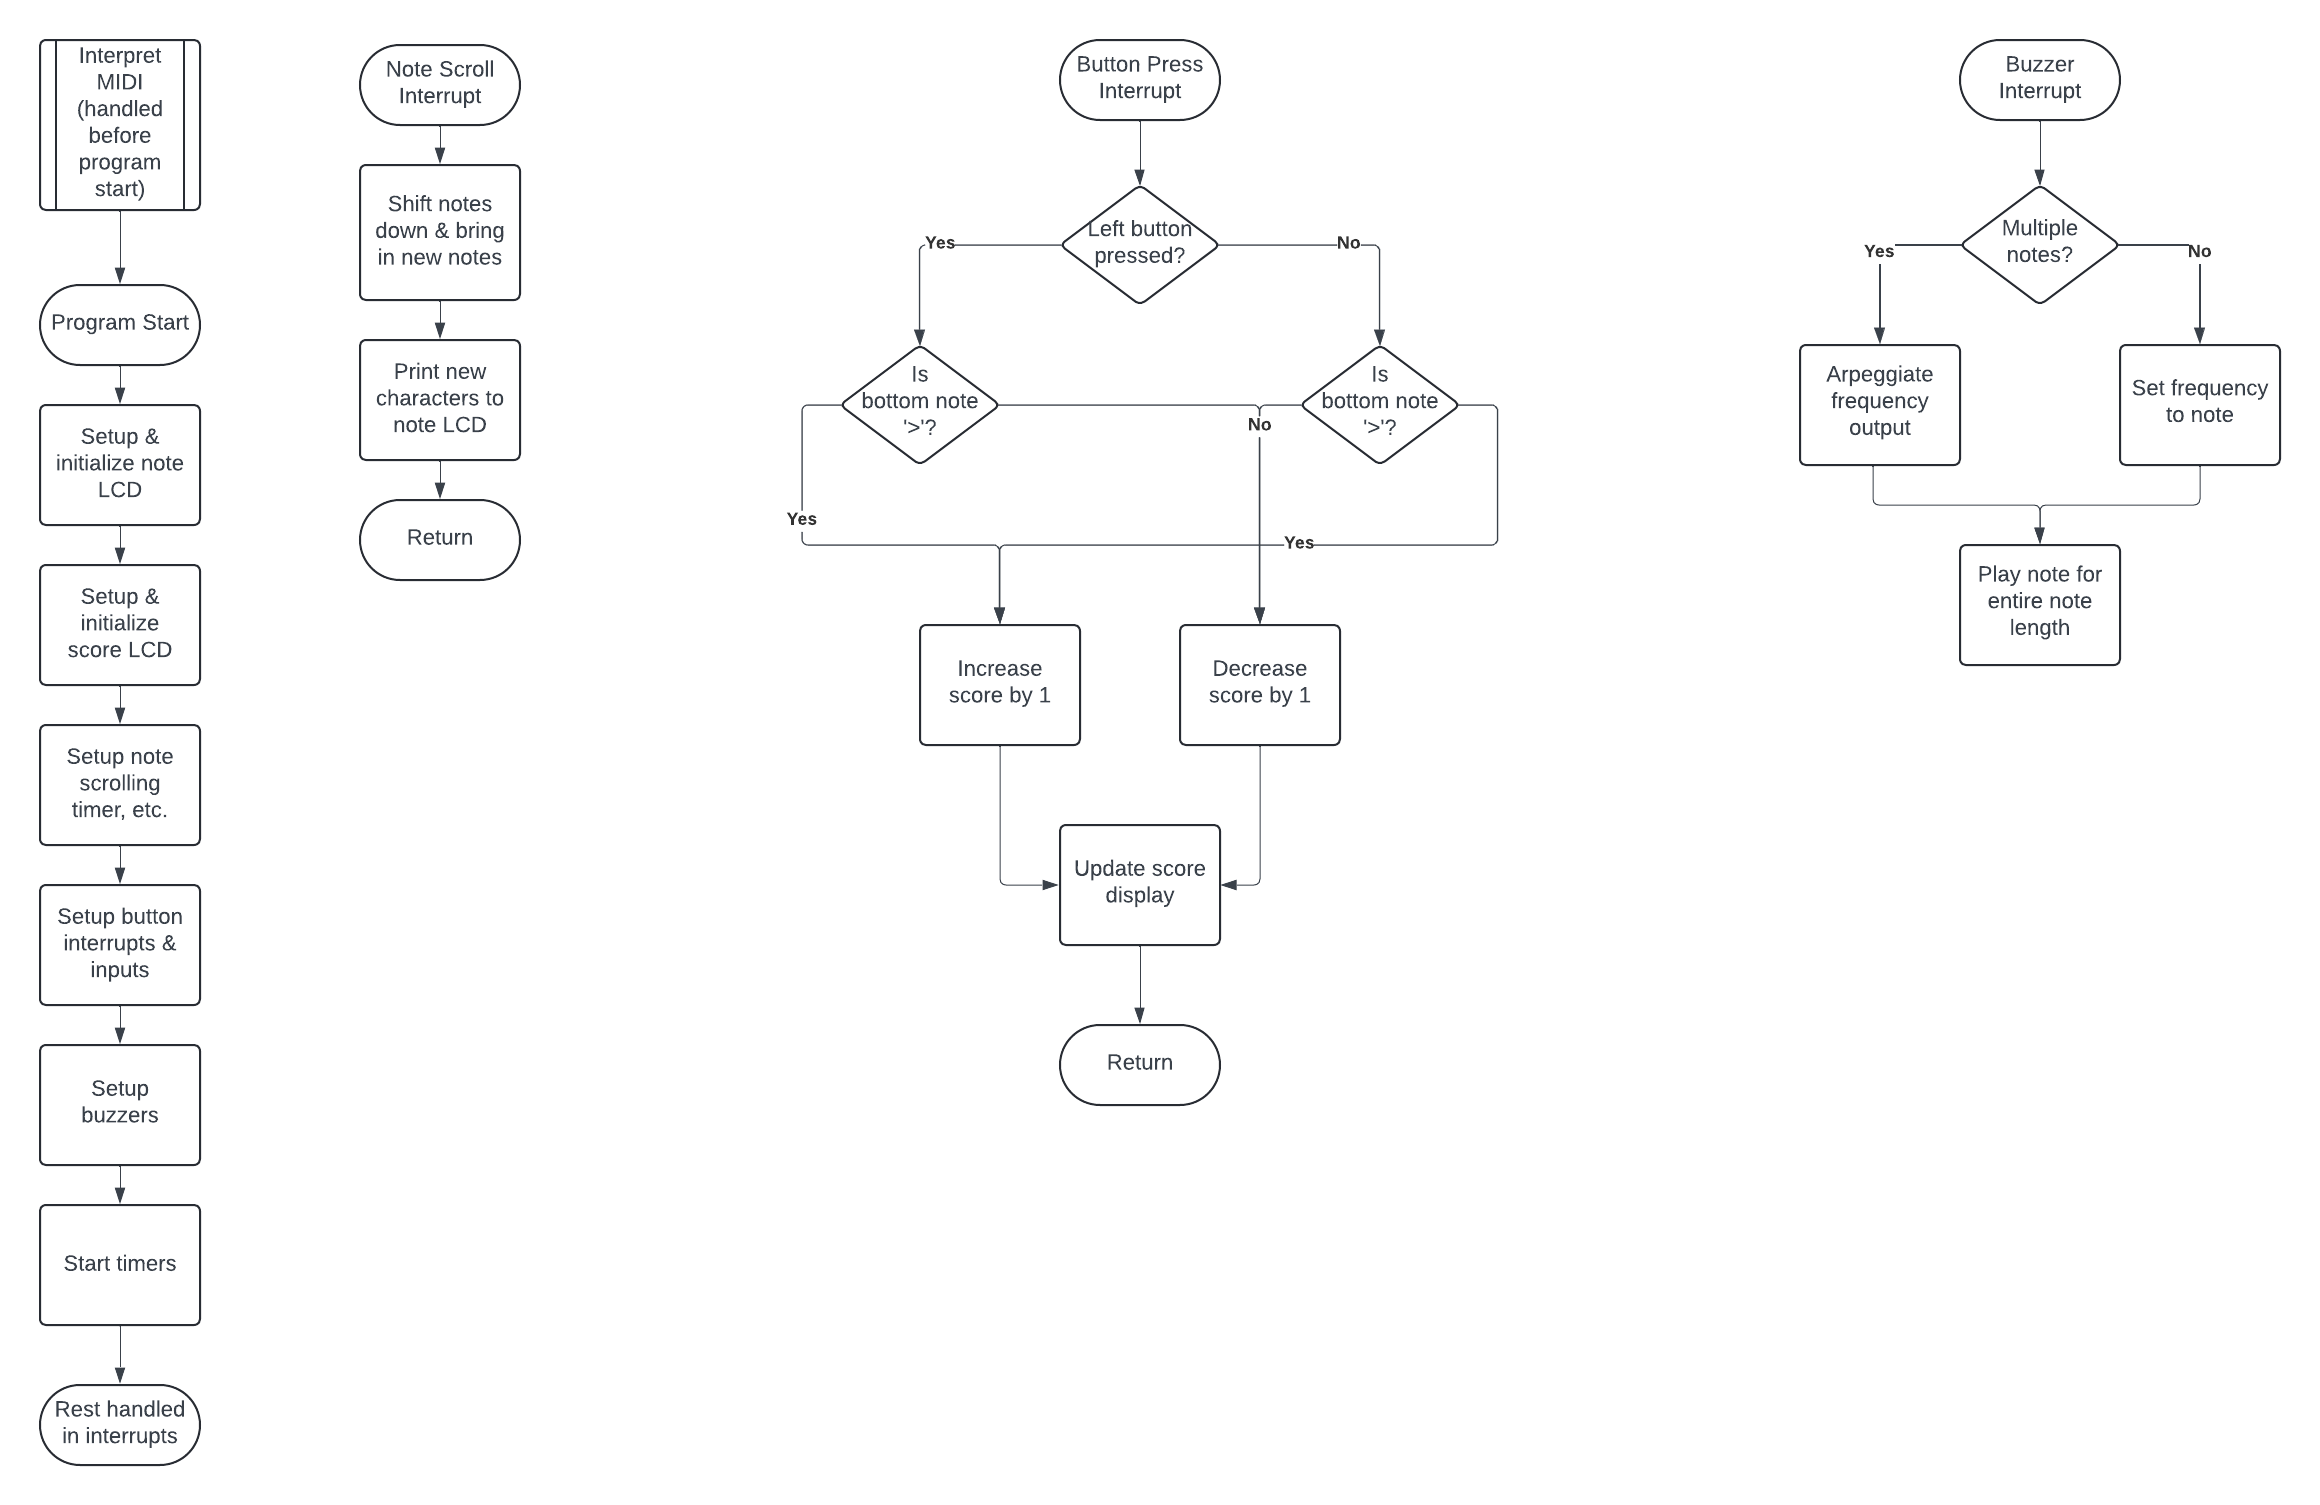 Interpret
MIDI
(handled
before
program
start)
Program Start
Setup &
initialize note
LCD
Setup &
initialize
score LCD
Setup note
scrolling
timer, etc.
Setup button
interrupts &
inputs
Setup
buzzers
Start timers
Rest handled
in interrupts
Note Scroll
Interrupt
Shift notes
down & bring
in new notes
Print new
characters to
note LCD
Return
Button Press
Interrupt
Left button
pressed?
Yes
No
Is
bottom note
'>'?
Is
bottom note
'>'?
No
Yes
Yes
Increase
score by 1
Decrease
score by 1
Update score
display
Return
Buzzer
Interrupt
Multiple
notes?
Yes
No
Arpeggiate
frequency
output
Set frequency
to note
Play note for
entire note
length